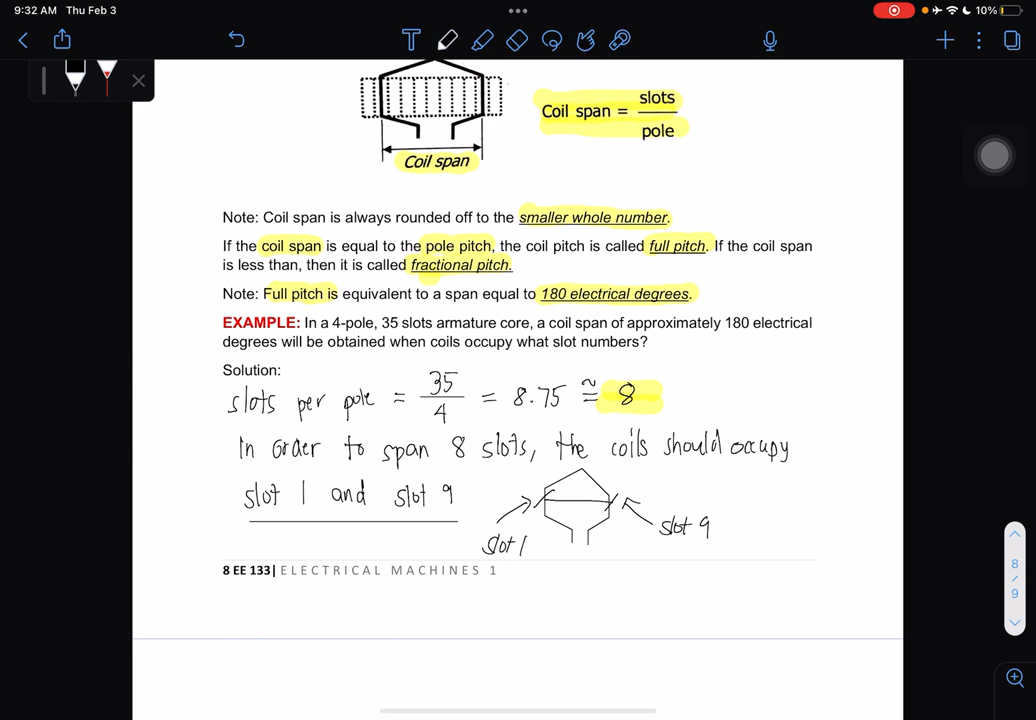 9:32 AM Thu Feb 3
10%
Coil span = slots / pole
Coil span
Note: Coil span is always rounded off to the smaller whole number.
If the coil span is equal to the pole pitch, the coil pitch is called full pitch. If the coil span
is less than, then it is called fractional pitch.
Note: Full pitch is equivalent to a span equal to 180 electrical degrees.
EXAMPLE: In a 4-pole, 35 slots armature core, a coil span of approximately 180 electrical
degrees will be obtained when coils occupy what slot numbers?
Solution:
slots per pole = 35 / 4 = 8.75 ≅ 8
In order to span 8 slots, the coils should occupy
slot 1 and slot 9
slot 1
slot 9
8 EE 133| ELECTRICAL MACHINES 1
8
/
9